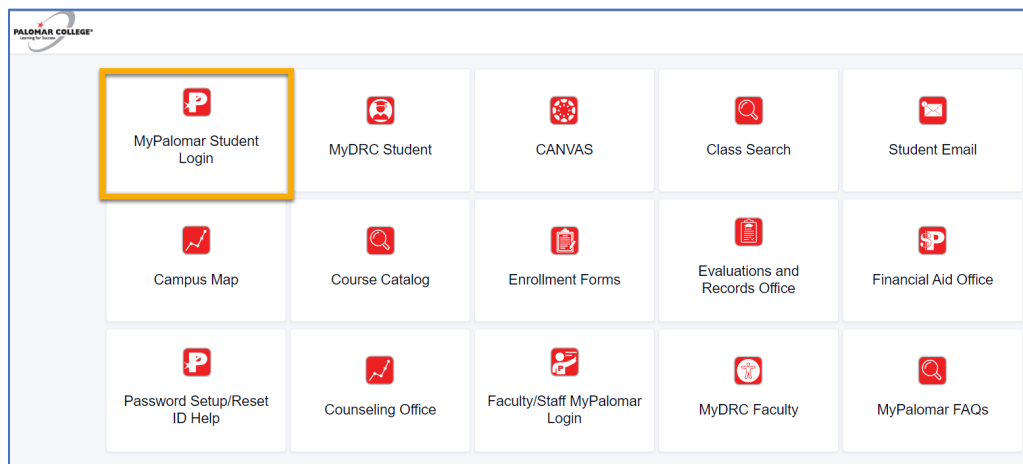 PALOMAR COLLEGE®
Learning for Success
MyPalomar Student
Login
MyDRC Student
CANVAS
Class Search
Student Email
Campus Map
Course Catalog
Enrollment Forms
Evaluations and
Records Office
Financial Aid Office
Password Setup/Reset
ID Help
Counseling Office
Faculty/Staff MyPalomar
Login
MyDRC Faculty
MyPalomar FAQs